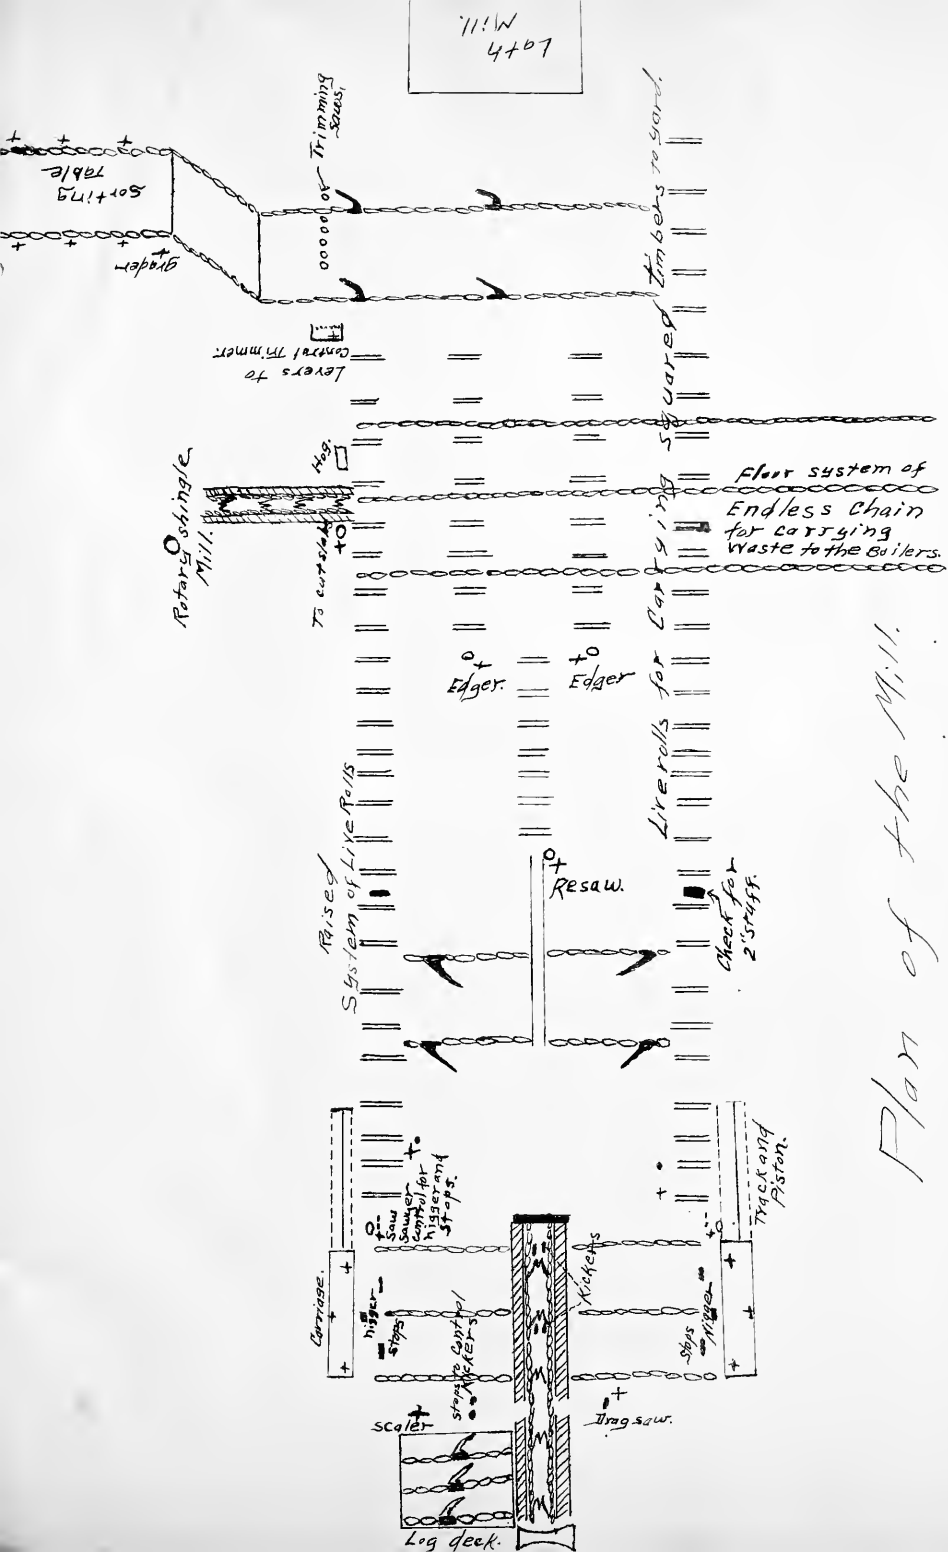 Lath
Mill.
Trimming
saws.
Sorting
Table
grader
Levers to
Control Trimmer.
Hog.
Rotary shingle
Mill.
To cut slabs
Floor system of
Endless Chain
for carrying
Waste to the Boilers.
Live rolls for Carrying squared timbers to yard.
Edger.
Edger
Raised
System of Live Rolls
Resaw.
Check for
2" stuff.
Plan of the Mill.
Track and
Piston.
Saw
Sawyer
Control for
nigger and
stops.
Carriage.
nigger
stops
Kickers
Stops
Nigger
stops to Control
Kickers
Scaler
Drag saw.
Log deck.